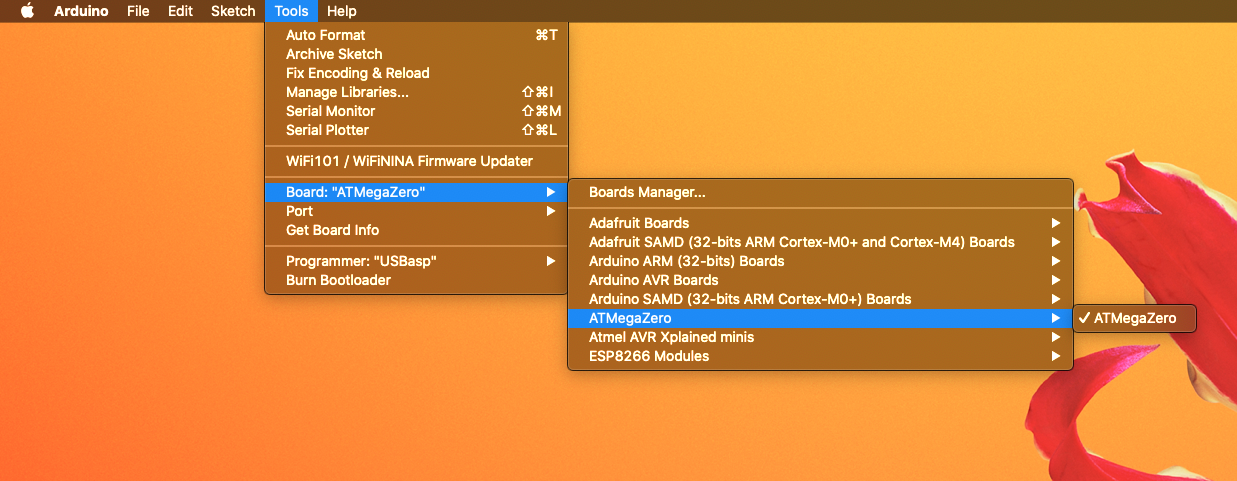 Arduino File Edit Sketch Tools Help
Auto Format ⌘T
Archive Sketch
Fix Encoding & Reload
Manage Libraries... ⇧⌘I
Serial Monitor ⇧⌘M
Serial Plotter ⇧⌘L
WiFi101 / WiFiNINA Firmware Updater
Board: "ATMegaZero"
Port
Get Board Info
Programmer: "USBasp"
Burn Bootloader
Boards Manager...
Adafruit Boards
Adafruit SAMD (32-bits ARM Cortex-M0+ and Cortex-M4) Boards
Arduino ARM (32-bits) Boards
Arduino AVR Boards
Arduino SAMD (32-bits ARM Cortex-M0+) Boards
ATMegaZero
Atmel AVR Xplained minis
ESP8266 Modules
✓ ATMegaZero